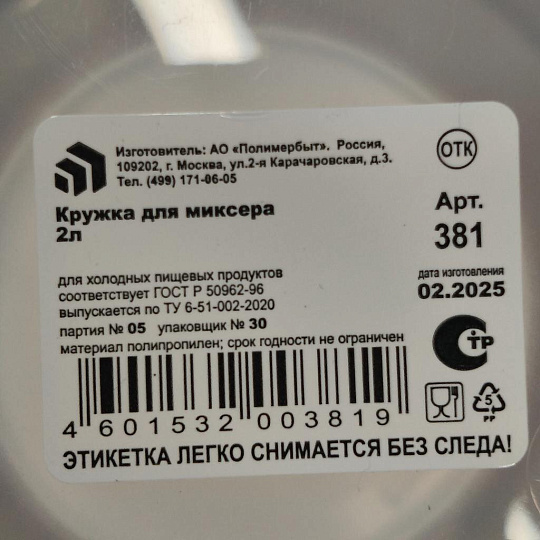 Изготовитель: АО «Полимербыт». Россия,
109202, г. Москва, ул.2-я Карачаровская, д.3.
Тел. (499) 171-06-05
ОТК
Кружка для миксера
2л
Арт.
381
для холодных пищевых продуктов
соответствует ГОСТ Р 50962-96
выпускается по ТУ 6-51-002-2020
партия № 05 упаковщик № 30
материал полипропилен; срок годности не ограничен
дата изготовления
02.2025
СТР
5
PP
4 601532 003819
ЭТИКЕТКА ЛЕГКО СНИМАЕТСЯ БЕЗ СЛЕДА!